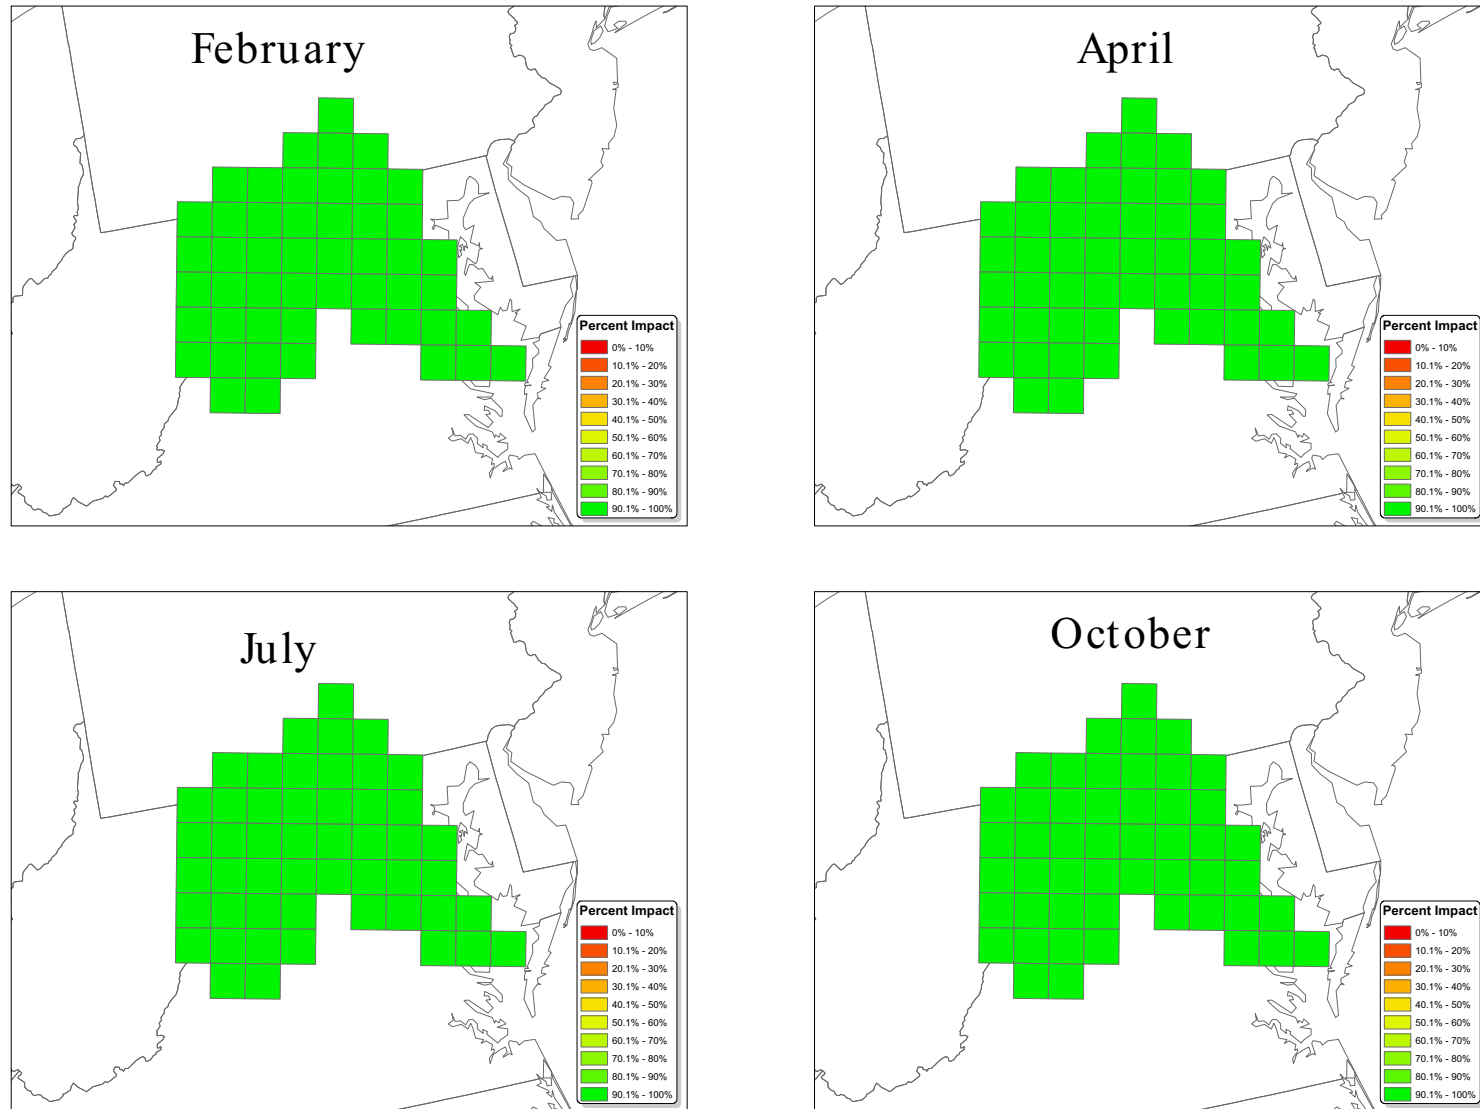 February
Percent Impact
0% - 10%
10.1% - 20%
20.1% - 30%
30.1% - 40%
40.1% - 50%
50.1% - 60%
60.1% - 70%
70.1% - 80%
80.1% - 90%
90.1% - 100%
April
Percent Impact
0% - 10%
10.1% - 20%
20.1% - 30%
30.1% - 40%
40.1% - 50%
50.1% - 60%
60.1% - 70%
70.1% - 80%
80.1% - 90%
90.1% - 100%
July
Percent Impact
0% - 10%
10.1% - 20%
20.1% - 30%
30.1% - 40%
40.1% - 50%
50.1% - 60%
60.1% - 70%
70.1% - 80%
80.1% - 90%
90.1% - 100%
October
Percent Impact
0% - 10%
10.1% - 20%
20.1% - 30%
30.1% - 40%
40.1% - 50%
50.1% - 60%
60.1% - 70%
70.1% - 80%
80.1% - 90%
90.1% - 100%